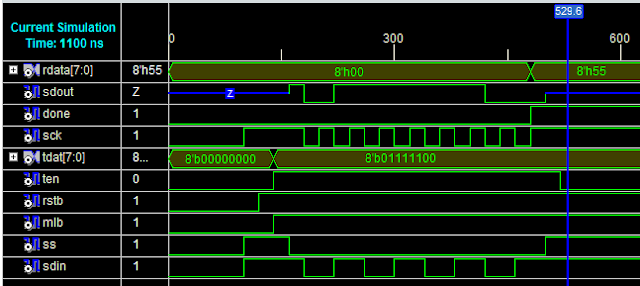 529.6
Current Simulation
Time: 1100 ns
0 300 600
rdata[7:0] 8'h55 8'h00 8'h55
sdout Z Z
done 1
sck 1
tdat[7:0] 8... 8'b00000000 8'b01111100
ten 0
rstb 1
mlb 1
ss 1
sdin 1